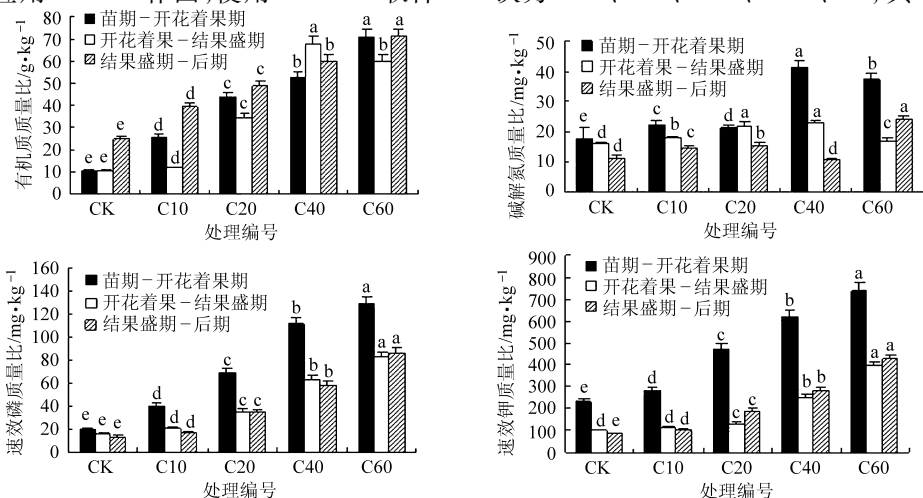 苗期－开花着果期
开花着果－结果盛期
结果盛期－后期
有机质质量比/g•kg⁻¹
80
70
60
50
40
30
20
10
0
e e e
d d d
c c c
b a b
a b a
CK C10 C20 C40 C60
处理编号
苗期－开花着果期
开花着果－结果盛期
结果盛期－后期
碱解氮质量比/mg•kg⁻¹
50
40
30
20
10
0
e d d
c b c
d a b
a a d
b c a
CK C10 C20 C40 C60
处理编号
苗期－开花着果期
开花着果－结果盛期
结果盛期－后期
速效磷质量比/mg•kg⁻¹
160
140
120
100
80
60
40
20
0
e e e
d d d
c c c
b b b
a a a
CK C10 C20 C40 C60
处理编号
苗期－开花着果期
开花着果－结果盛期
结果盛期－后期
速效钾质量比/mg•kg⁻¹
900
800
700
600
500
400
300
200
100
0
e d e
d d d
c c c
b b b
a a a
CK C10 C20 C40 C60
处理编号